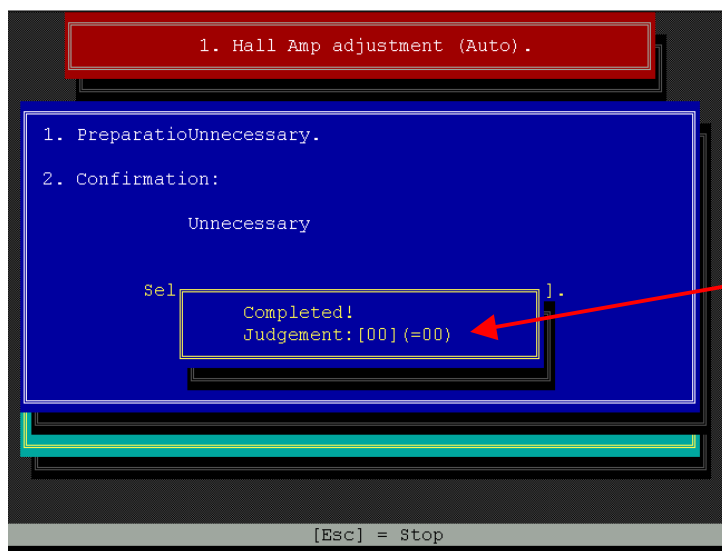 1. Hall Amp adjustment (Auto).
1. PreparatioUnnecessary.
2. Confirmation:
Unnecessary
Sel ].
Completed!
Judgement:[00](=00)
[Esc] = Stop